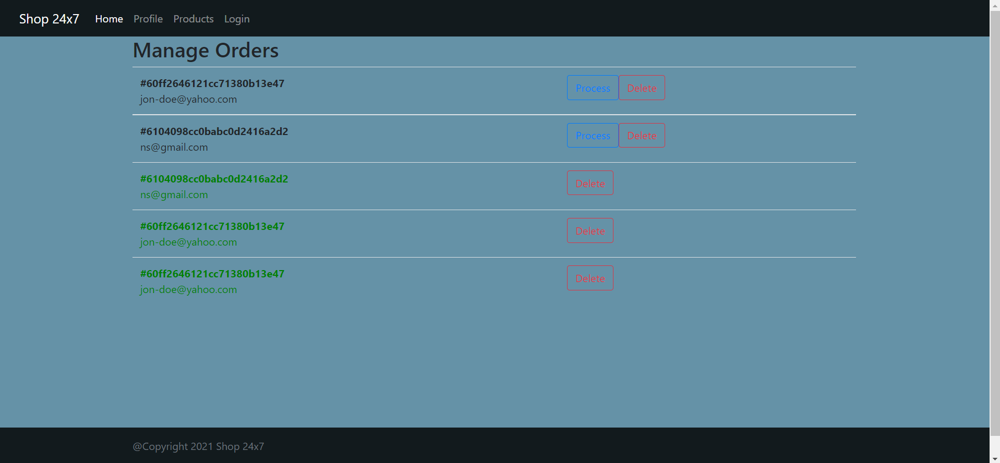 Shop 24x7 Home Profile Products Login
Manage Orders
#60ff2646121cc71380b13e47
jon-doe@yahoo.com
Process Delete
#6104098cc0babc0d2416a2d2
ns@gmail.com
Process Delete
#6104098cc0babc0d2416a2d2
ns@gmail.com
Delete
#60ff2646121cc71380b13e47
jon-doe@yahoo.com
Delete
#60ff2646121cc71380b13e47
jon-doe@yahoo.com
Delete
@Copyright 2021 Shop 24x7